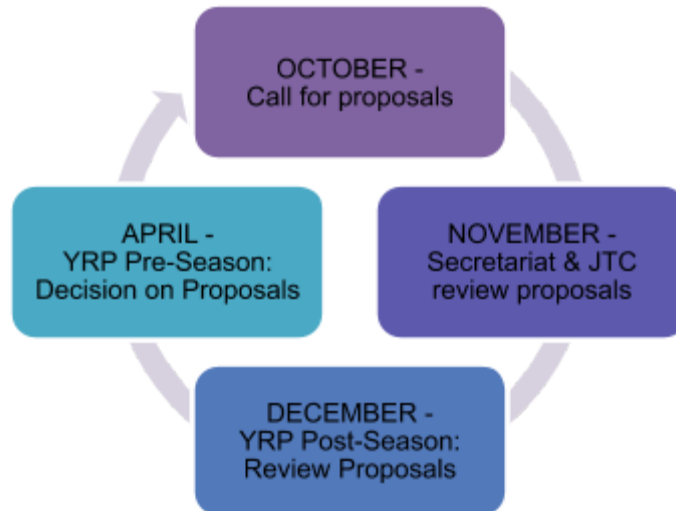 OCTOBER -
Call for proposals
NOVEMBER -
Secretariat & JTC
review proposals
DECEMBER -
YRP Post-Season:
Review Proposals
APRIL -
YRP Pre-Season:
Decision on Proposals